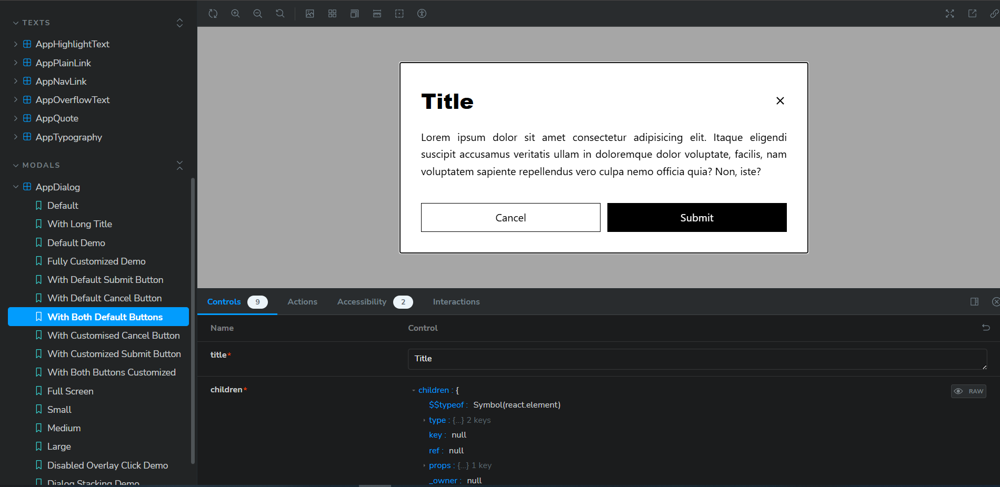 TEXTS
AppHighlightText
AppPlainLink
AppNavLink
AppOverflowText
AppQuote
AppTypography
MODALS
AppDialog
Default
With Long Title
Default Demo
Fully Customized Demo
With Default Submit Button
With Default Cancel Button
With Both Default Buttons
With Customised Cancel Button
With Customized Submit Button
With Both Buttons Customized
Full Screen
Small
Medium
Large
Disabled Overlay Click Demo
Dialog Stacking Demo
Title
Lorem ipsum dolor sit amet consectetur adipisicing elit. Itaque eligendi
suscipit accusamus veritatis ullam in doloremque dolor voluptate, facilis, nam
voluptatem sapiente repellendus vero culpa nemo officia quia? Non, iste?
Cancel Submit
Controls 9 Actions Accessibility 2 Interactions
Name Control
title* Title
children* children : {
RAW
$$typeof : Symbol(react.element)
type : {...} 2 keys
key : null
ref : null
props : {...} 1 key
_owner : null